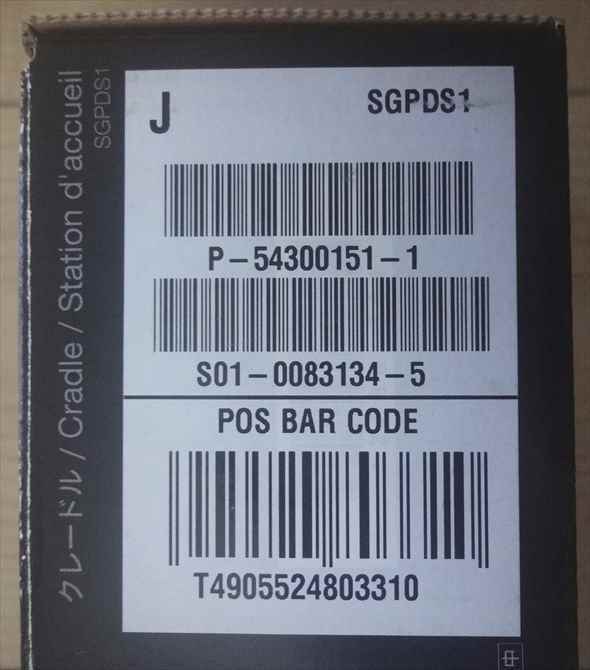 クレードル / Cradle / Station d'accueil
SGPDS1
J
SGPDS1
P-54300151-1
S01-0083134-5
POS BAR CODE
T4905524803310